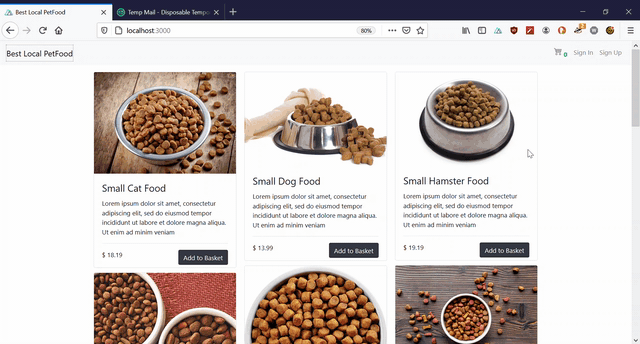 Best Local PetFood
Temp Mail - Disposable Tempo
localhost:3000
80%
Best Local PetFood
0
Sign In
Sign Up
Small Cat Food
Lorem ipsum dolor sit amet, consectetur
adipiscing elit, sed do eiusmod tempor
incididunt ut labore et dolore magna aliqua.
Ut enim ad minim veniam
$ 18.19
Add to Basket
Small Dog Food
Lorem ipsum dolor sit amet, consectetur
adipiscing elit, sed do eiusmod tempor
incididunt ut labore et dolore magna aliqua.
Ut enim ad minim veniam
$ 13.99
Add to Basket
Small Hamster Food
Lorem ipsum dolor sit amet, consectetur
adipiscing elit, sed do eiusmod tempor
incididunt ut labore et dolore magna aliqua.
Ut enim ad minim veniam
$ 19.19
Add to Basket